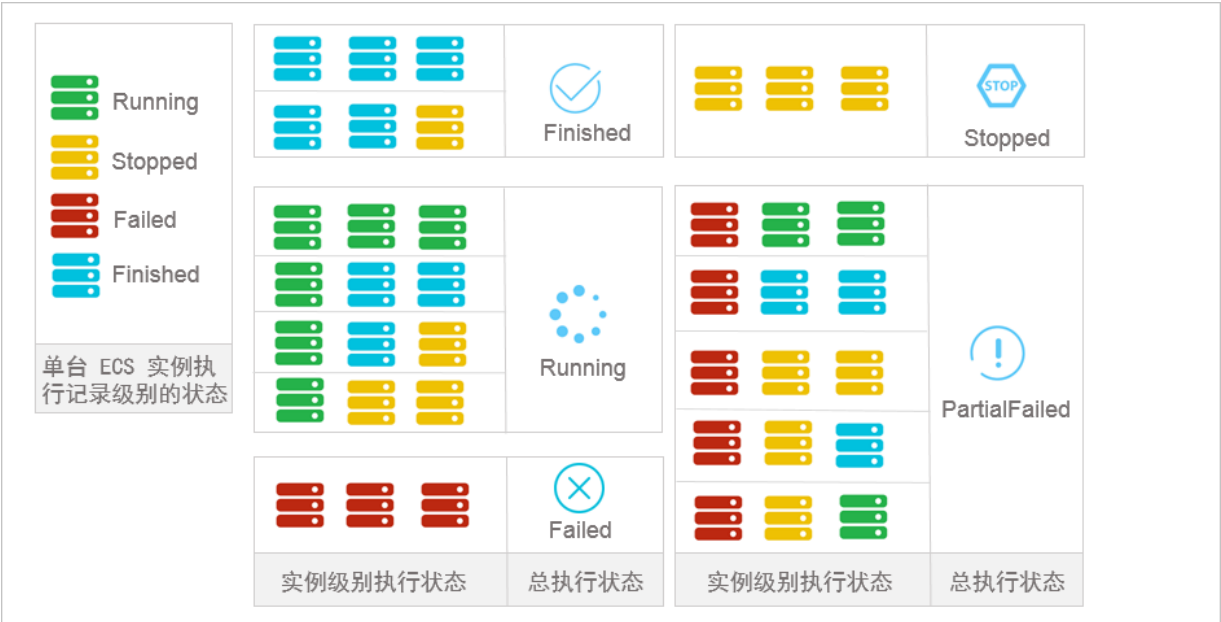 Running
Stopped
Failed
Finished
单台 ECS 实例执
行记录级别的状态
Finished
Running
Failed
实例级别执行状态
总执行状态
STOP
Stopped
PartialFailed
实例级别执行状态
总执行状态